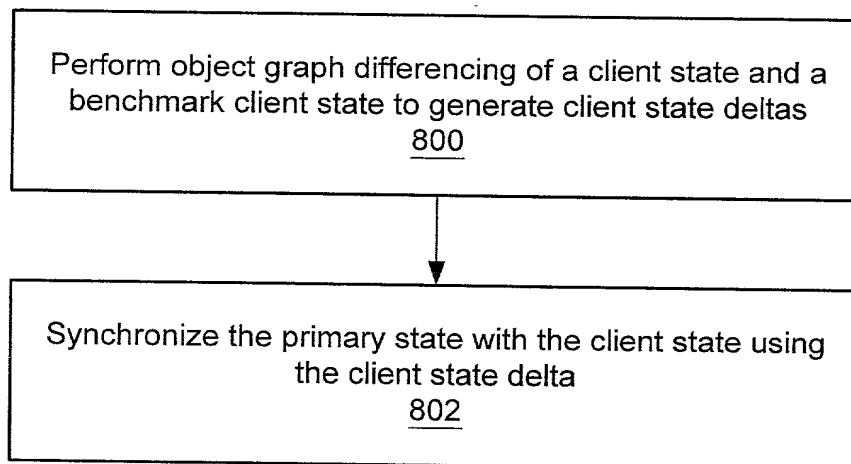 Perform object graph differencing of a client state and a
benchmark client state to generate client state deltas
800
Synchronize the primary state with the client state using
the client state delta
802